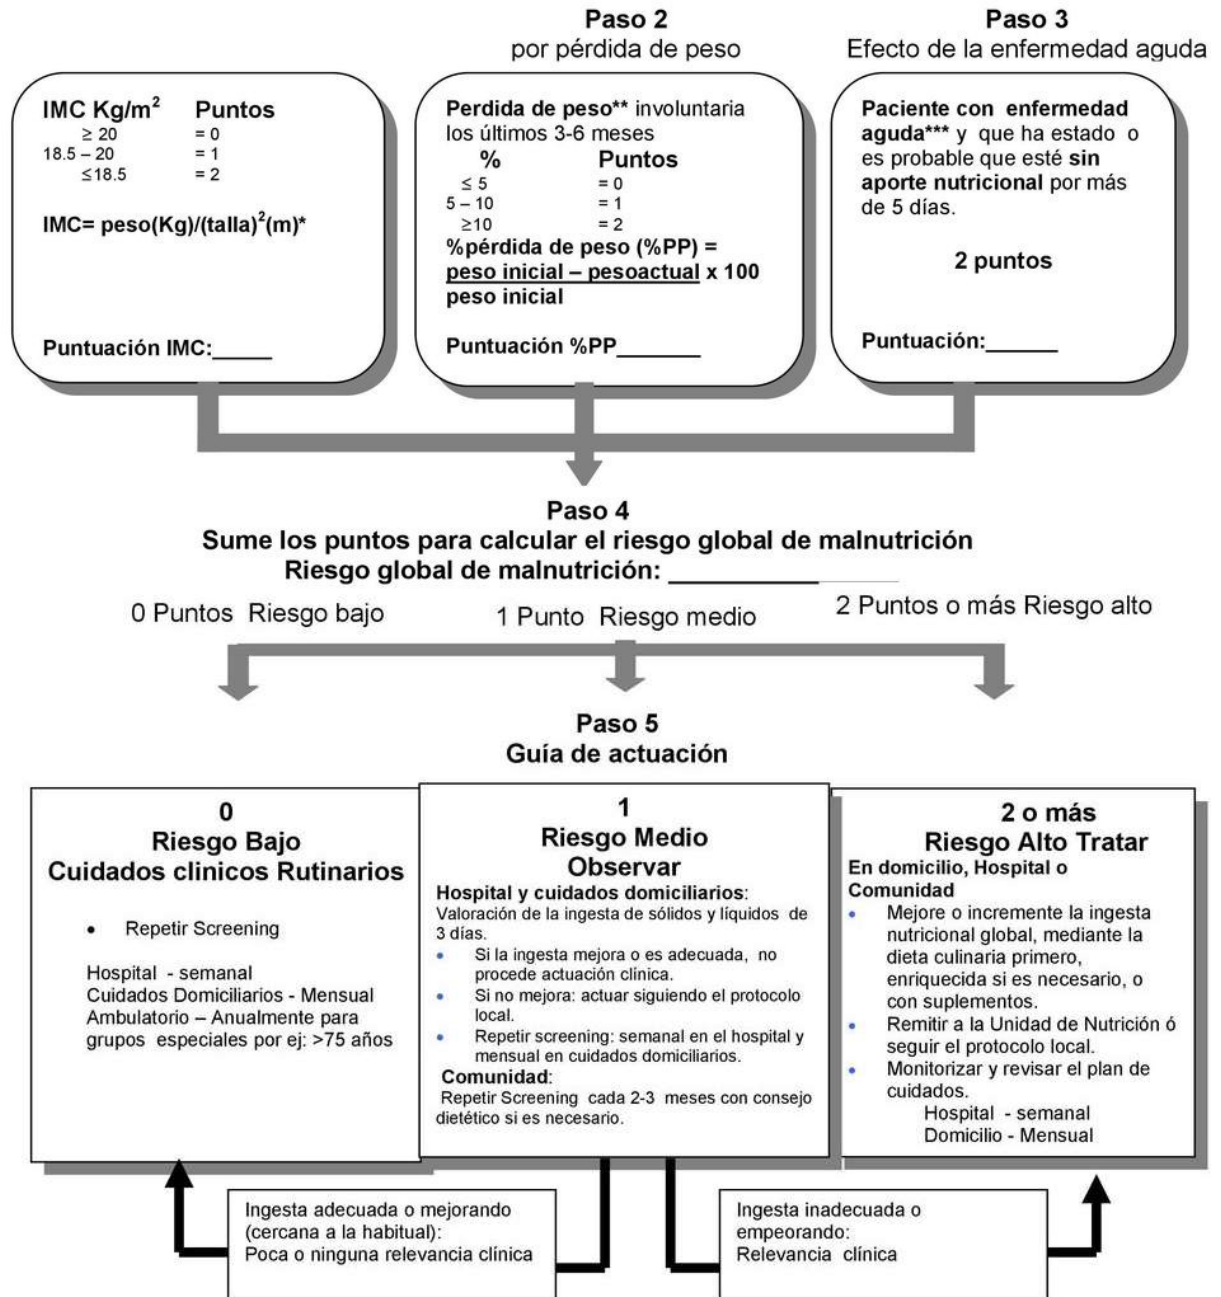 Paso 2
por pérdida de peso
Paso 3
Efecto de la enfermedad aguda
IMC Kg/m² Puntos
≥ 20 = 0
18.5 – 20 = 1
≤18.5 = 2
IMC= peso(Kg)/(talla)²(m)*
Puntuación IMC:_____
Perdida de peso** involuntaria
los últimos 3-6 meses
% Puntos
≤ 5 = 0
5 – 10 = 1
≥10 = 2
%pérdida de peso (%PP) =
peso inicial – pesoactual x 100
peso inicial
Puntuación %PP_______
Paciente con enfermedad
aguda*** y que ha estado o
es probable que esté sin
aporte nutricional por más
de 5 días.
2 puntos
Puntuación:______
Paso 4
Sume los puntos para calcular el riesgo global de malnutrición
Riesgo global de malnutrición: ________________
0 Puntos Riesgo bajo
1 Punto Riesgo medio
2 Puntos o más Riesgo alto
Paso 5
Guía de actuación
0
Riesgo Bajo
Cuidados clinicos Rutinarios
• Repetir Screening
Hospital - semanal
Cuidados Domiciliarios - Mensual
Ambulatorio – Anualmente para
grupos especiales por ej: >75 años
1
Riesgo Medio
Observar
Hospital y cuidados domiciliarios:
Valoración de la ingesta de sólidos y líquidos de
3 días.
• Si la ingesta mejora o es adecuada, no
procede actuación clínica.
• Si no mejora: actuar siguiendo el protocolo
local.
• Repetir screening: semanal en el hospital y
mensual en cuidados domiciliarios.
Comunidad:
Repetir Screening cada 2-3 meses con consejo
dietético si es necesario.
2 o más
Riesgo Alto Tratar
En domicilio, Hospital o
Comunidad
• Mejore o incremente la ingesta
nutricional global, mediante la
dieta culinaria primero,
enriquecida si es necesario, o
con suplementos.
• Remitir a la Unidad de Nutrición ó
seguir el protocolo local.
• Monitorizar y revisar el plan de
cuidados.
Hospital - semanal
Domicilio - Mensual
Ingesta adecuada o mejorando
(cercana a la habitual):
Poca o ninguna relevancia clínica
Ingesta inadecuada o
empeorando:
Relevancia clínica